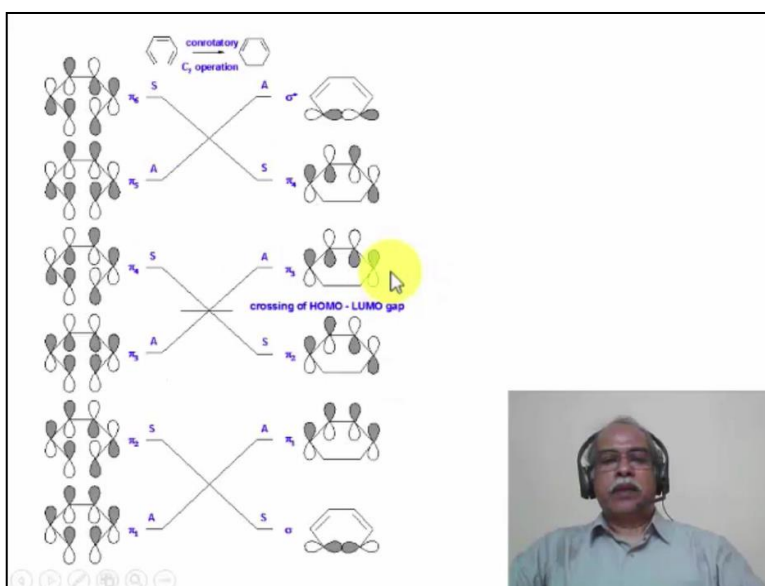 conrotatory
C₂ operation
π₆ S A σ*
π₅ A S π₄
π₄ S A π₃
crossing of HOMO - LUMO gap
π₃ A S π₂
π₂ S A π₁
π₁ A S σ